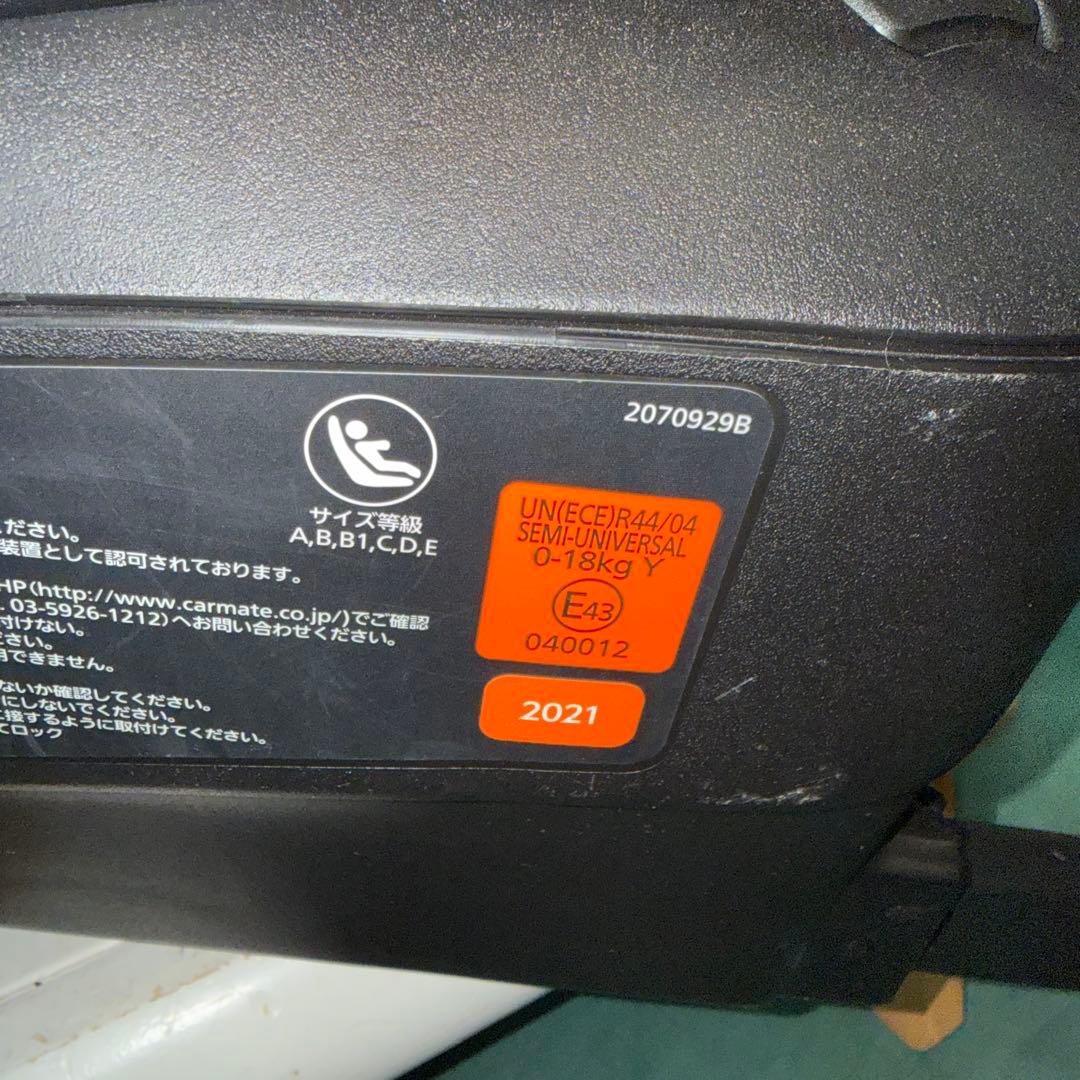 2070929B
サイズ等級
A,B,B1,C,D,E
UN(ECE)R44/04
SEMI-UNIVERSAL
0-18kg Y
E43
040012
2021
ください。
装置として認可されております。
HP(http://www.carmate.co.jp/)でご確認
. 03-5926-1212)へお問い合わせください。
付けない。
ださい。
用できません。
ないか確認してください。
にしないでください。
接するように取付けてください。
てロック